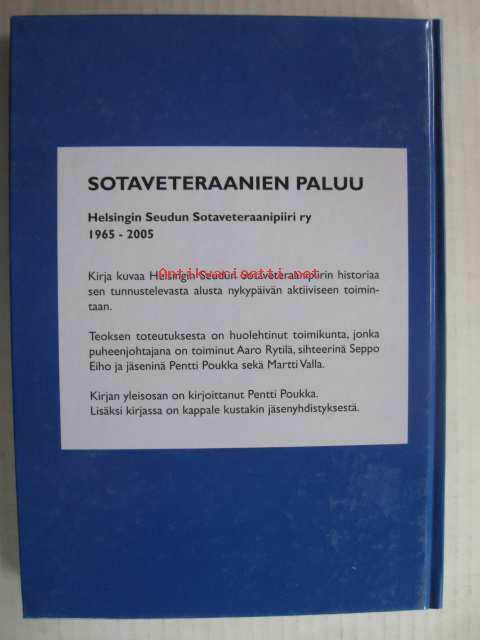 SOTAVETERAANIEN PALUU
Helsingin Seudun Sotaveteraanipiiri ry
1965 - 2005
Antikvariaatti.net
Kirja kuvaa Helsingin Seudun Sotaveteraanipiirin historiaa
sen tunnustelevasta alusta nykypäivän aktiiviseen toimin-
taan.
Teoksen toteutuksesta on huolehtinut toimikunta, jonka
puheenjohtajana on toiminut Aaro Rytilä, sihteerinä Seppo
Eiho ja jäseninä Pentti Poukka sekä Martti Valla.
Kirjan yleisosan on kirjoittanut Pentti Poukka.
Lisäksi kirjassa on kappale kustakin jäsenyhdistyksestä.